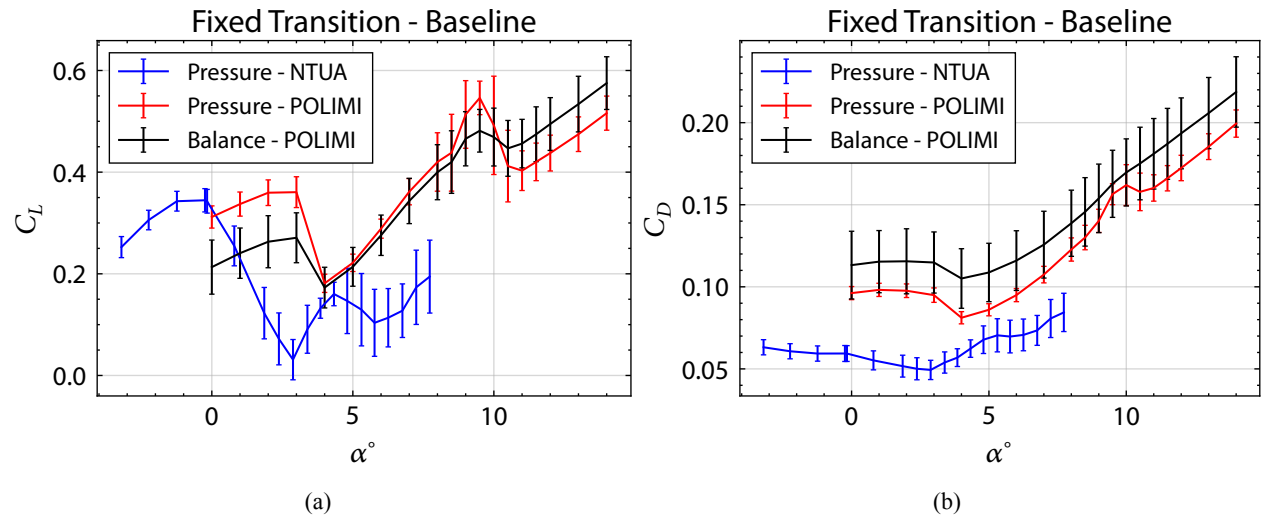 Fixed Transition - Baseline
Pressure - NTUA
Pressure - POLIMI
Balance - POLIMI
0.6
0.4
0.2
0.0
C_L
0 5 10
α°
(a)
Fixed Transition - Baseline
Pressure - NTUA
Pressure - POLIMI
Balance - POLIMI
0.20
0.15
0.10
0.05
C_D
0 5 10
α°
(b)